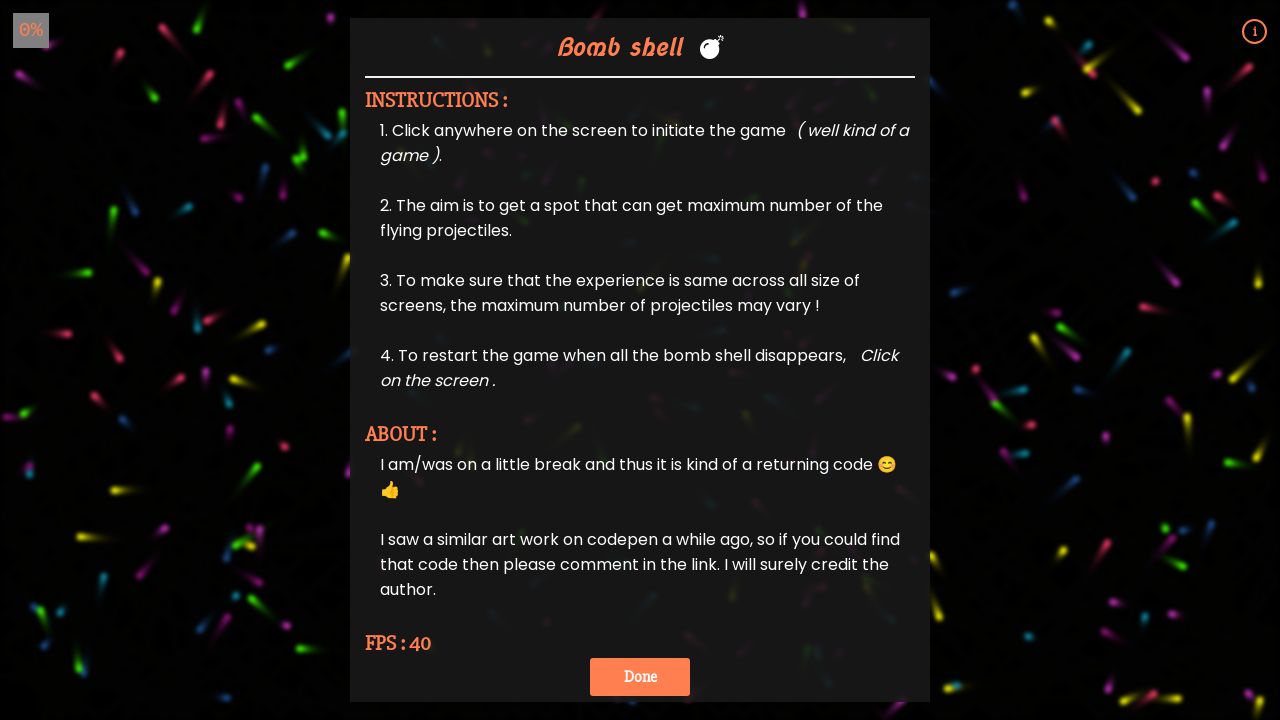 0%
i
Bomb shell 💣
INSTRUCTIONS :
1. Click anywhere on the screen to initiate the game ( well kind of a
game ).
2. The aim is to get a spot that can get maximum number of the
flying projectiles.
3. To make sure that the experience is same across all size of
screens, the maximum number of projectiles may vary !
4. To restart the game when all the bomb shell disappears, Click
on the screen .
ABOUT :
I am/was on a little break and thus it is kind of a returning code 😊
👍
I saw a similar art work on codepen a while ago, so if you could find
that code then please comment in the link. I will surely credit the
author.
FPS : 40
Done